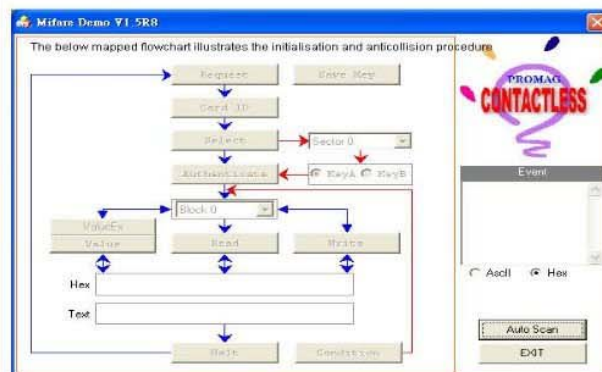 Mifare Demo V1.5R8
The below mapped flowchart illustrates the initialisation and anticollision procedure
Request
Save Key
Card ID
Select
Sector 0
Authenticate
KeyA
KeyB
Block 0
ValueEx
Value
Read
Write
Hex
Text
Halt
Condition
PROMAG
CONTACTLESS
Event
Ascll
Hex
Auto Scan
EXIT